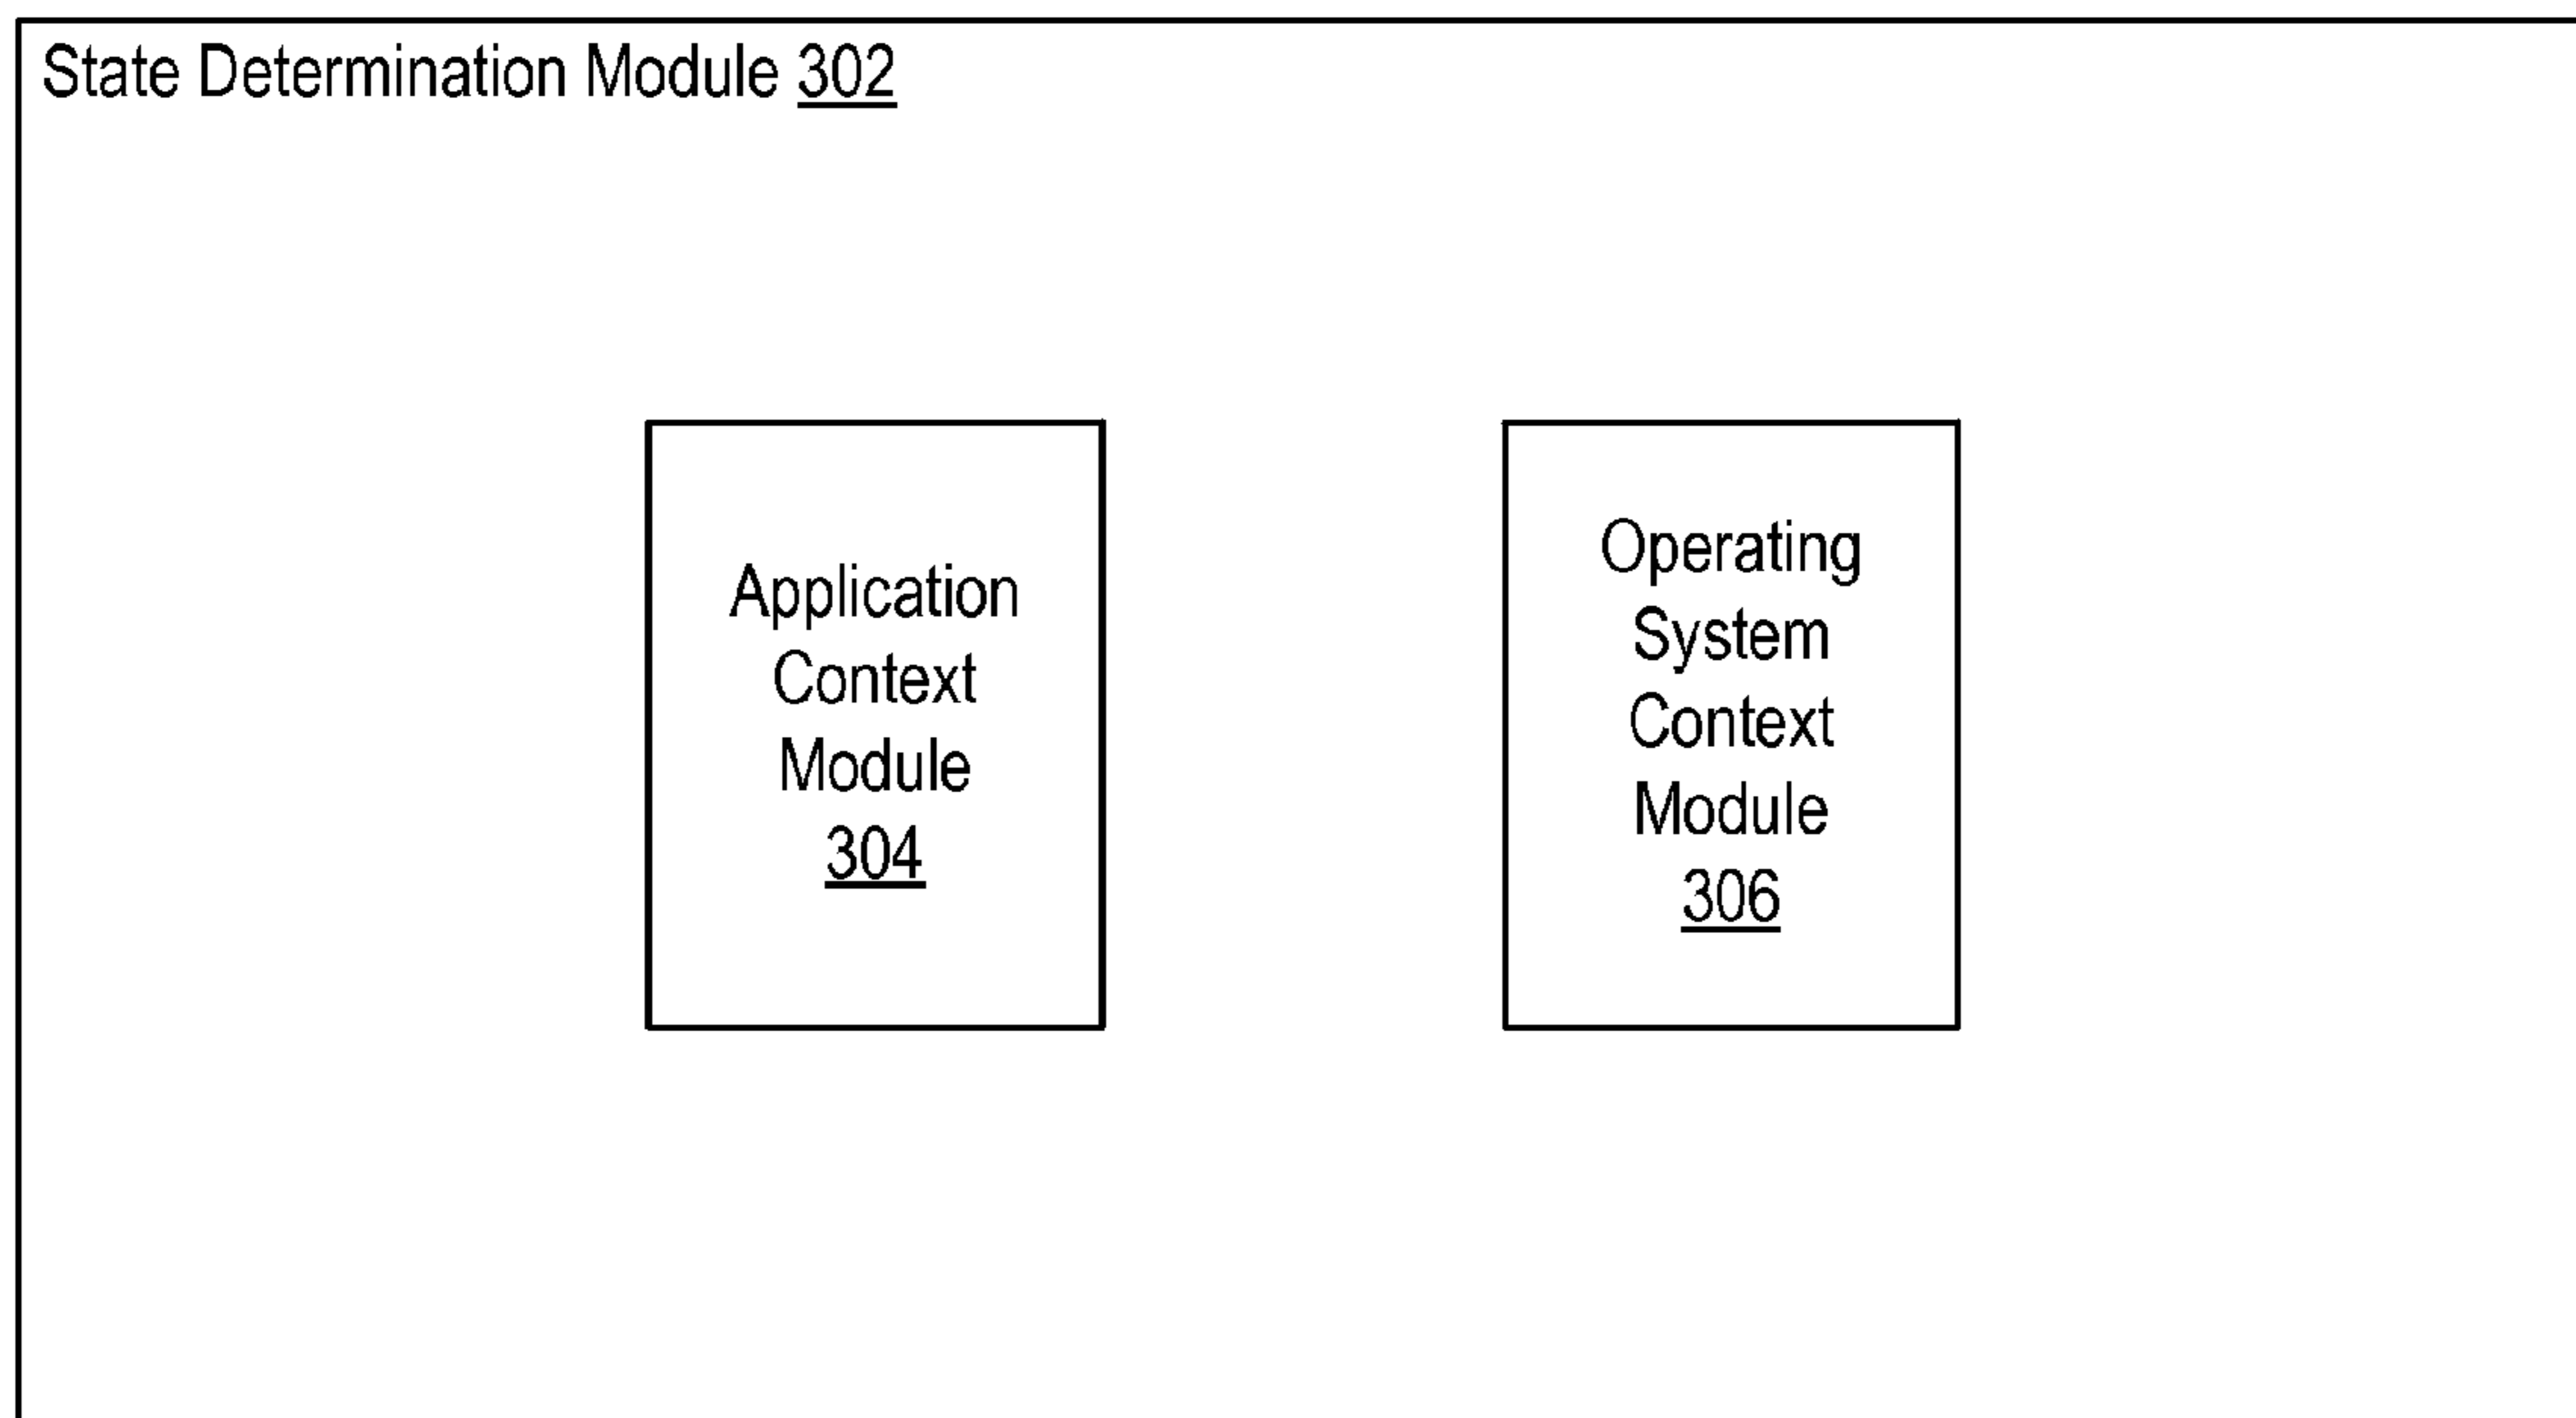 State Determination Module 302
Application
Context
Module
304
Operating
System
Context
Module
306